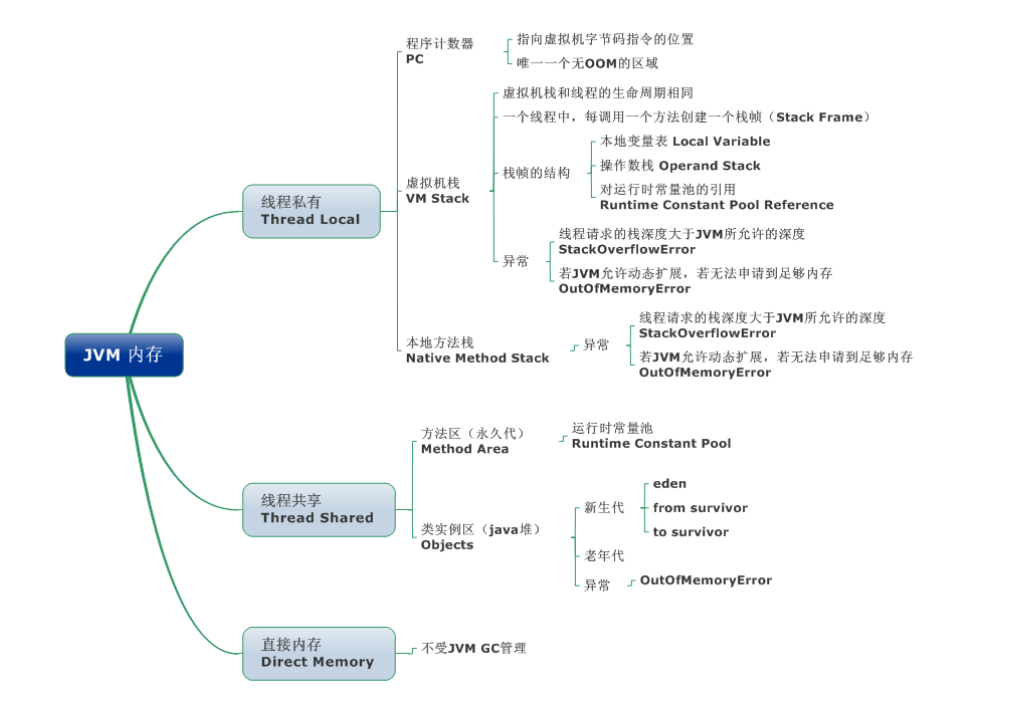 JVM 内存
线程私有
Thread Local
程序计数器
PC
指向虚拟机字节码指令的位置
唯一一个无OOM的区域
虚拟机栈
VM Stack
虚拟机栈和线程的生命周期相同
一个线程中，每调用一个方法创建一个栈帧（Stack Frame）
栈帧的结构
本地变量表 Local Variable
操作数栈 Operand Stack
对运行时常量池的引用
Runtime Constant Pool Reference
异常
线程请求的栈深度大于JVM所允许的深度
StackOverflowError
若JVM允许动态扩展，若无法申请到足够内存
OutOfMemoryError
本地方法栈
Native Method Stack
异常
线程请求的栈深度大于JVM所允许的深度
StackOverflowError
若JVM允许动态扩展，若无法申请到足够内存
OutOfMemoryError
线程共享
Thread Shared
方法区（永久代）
Method Area
运行时常量池
Runtime Constant Pool
类实例区（java堆）
Objects
新生代
eden
from survivor
to survivor
老年代
异常
OutOfMemoryError
直接内存
Direct Memory
不受JVM GC管理